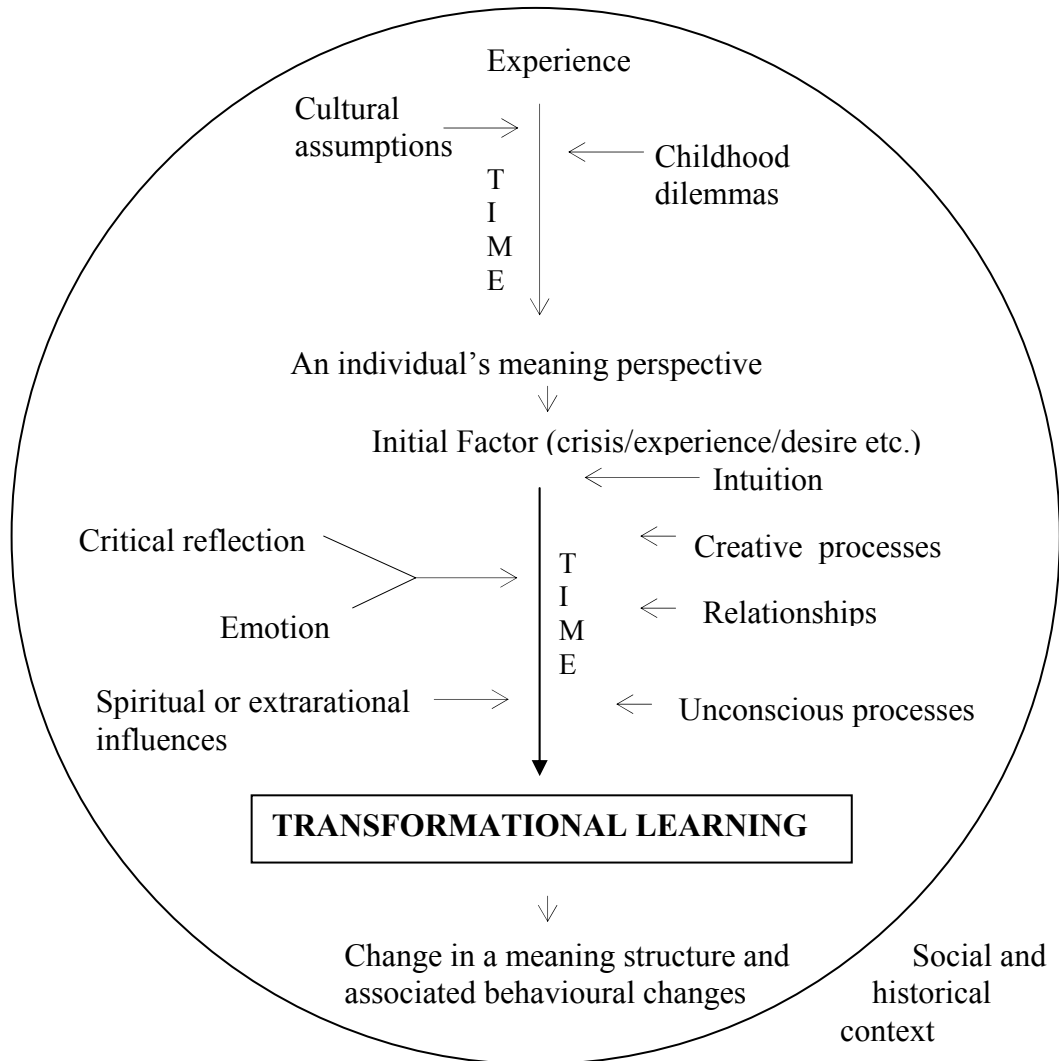 Experience
Cultural
assumptions
Childhood
dilemmas
T
I
M
E
An individual’s meaning perspective
Initial Factor (crisis/experience/desire etc.)
Intuition
Critical reflection
Creative processes
T
I
M
E
Relationships
Emotion
Spiritual or extrarational
influences
Unconscious processes
TRANSFORMATIONAL LEARNING
Change in a meaning structure and
associated behavioural changes
Social and
historical
context